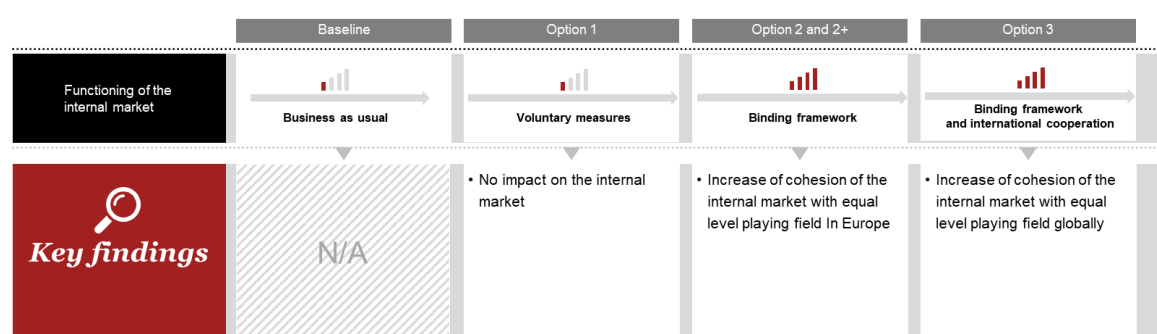 Baseline
Option 1
Option 2 and 2+
Option 3
Functioning of the
internal market
Business as usual
Voluntary measures
Binding framework
Binding framework
and international cooperation
Key findings
N/A
• No impact on the internal
market
• Increase of cohesion of the
internal market with equal
level playing field In Europe
• Increase of cohesion of the
internal market with equal
level playing field globally